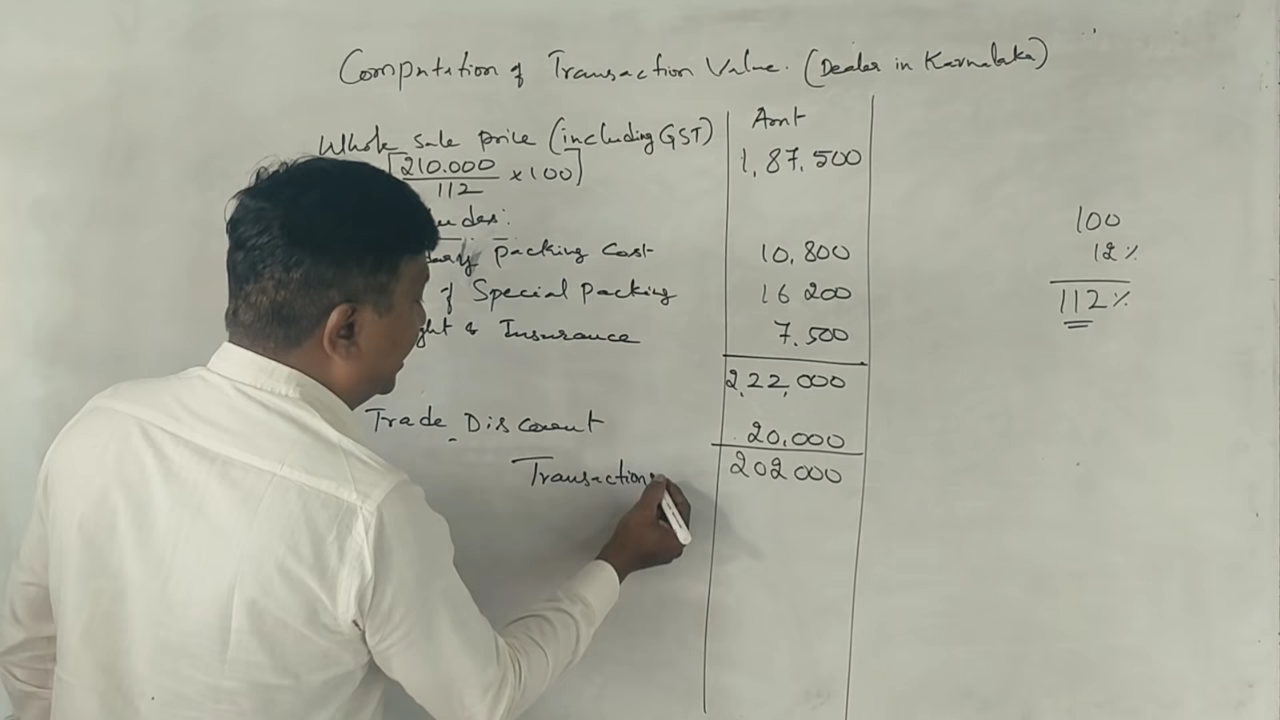 Computation of Transaction Value. (Dealer in Karnataka)
Amt
Whole sale price (including GST) 1,87,500
[210.000 / 112 × 100]
Packing Cost 10,800
of Special Packing 16 200
& Insurance 7.500
2,22,000
Trade Discount 20,000
Transaction 202000
100
12%
112%